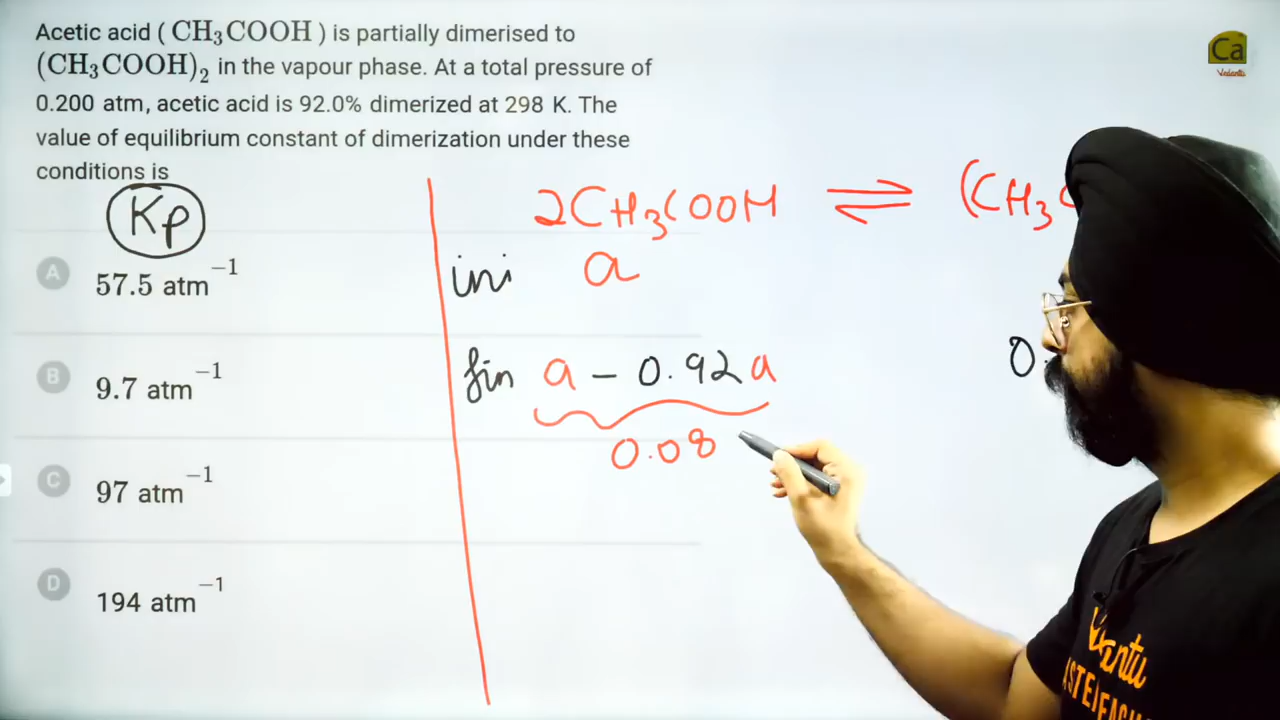 Acetic acid ( CH₃COOH ) is partially dimerised to
(CH₃COOH)₂ in the vapour phase. At a total pressure of
0.200 atm, acetic acid is 92.0% dimerized at 298 K. The
value of equilibrium constant of dimerization under these
conditions is
Kp
A 57.5 atm⁻¹
B 9.7 atm⁻¹
C 97 atm⁻¹
D 194 atm⁻¹
2CH₃COOH ⇌ (CH₃C
ini a
fin a - 0.92a 0.
0.08
Ca
Vedantu